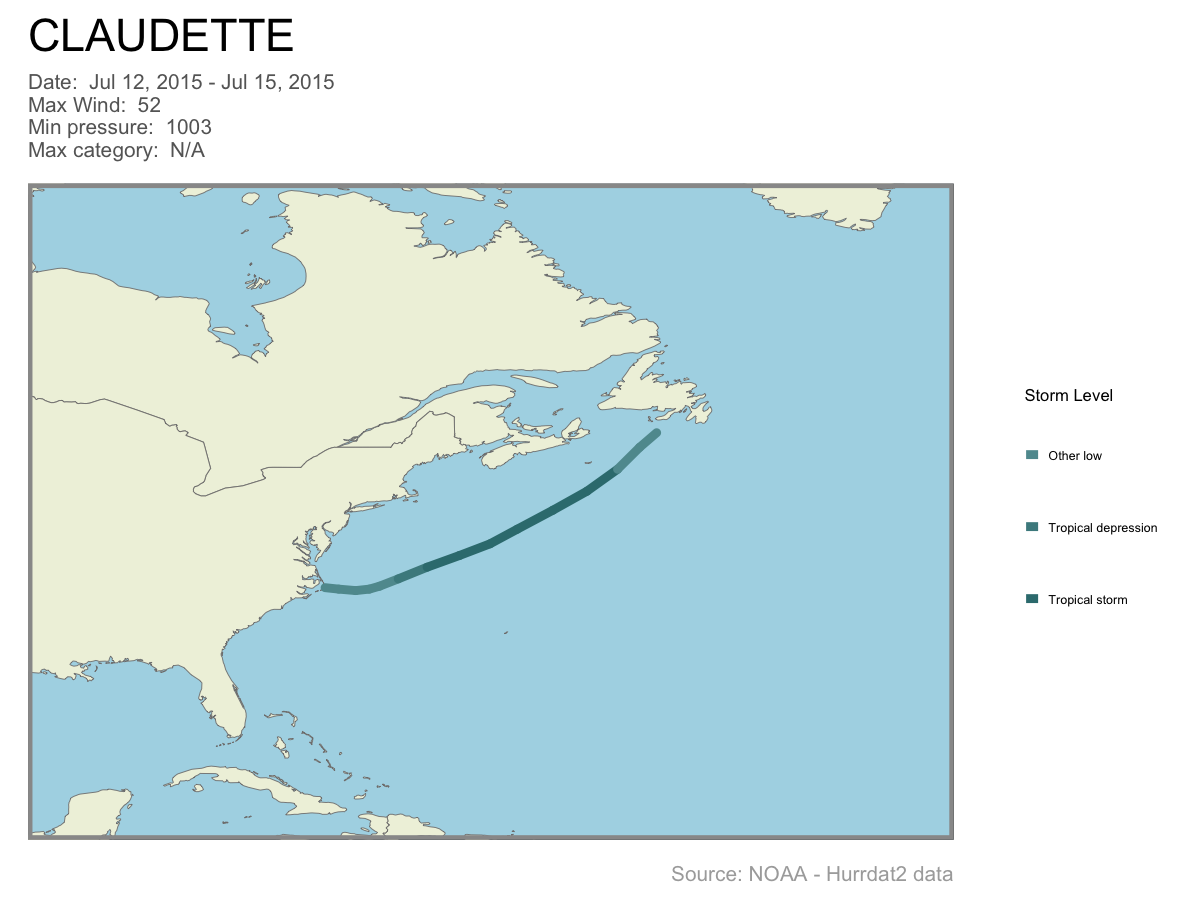 CLAUDETTE
Date:  Jul 12, 2015 - Jul 15, 2015
Max Wind:  52
Min pressure:  1003
Max category:  N/A
Storm Level
Other low
Tropical depression
Tropical storm
Source: NOAA - Hurrdat2 data